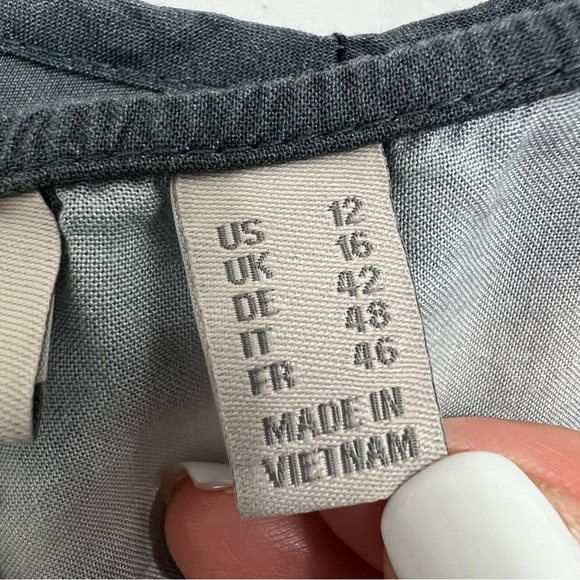 US 12
UK 16
DE 42
IT 48
FR 46
MADE IN
VIETNAM